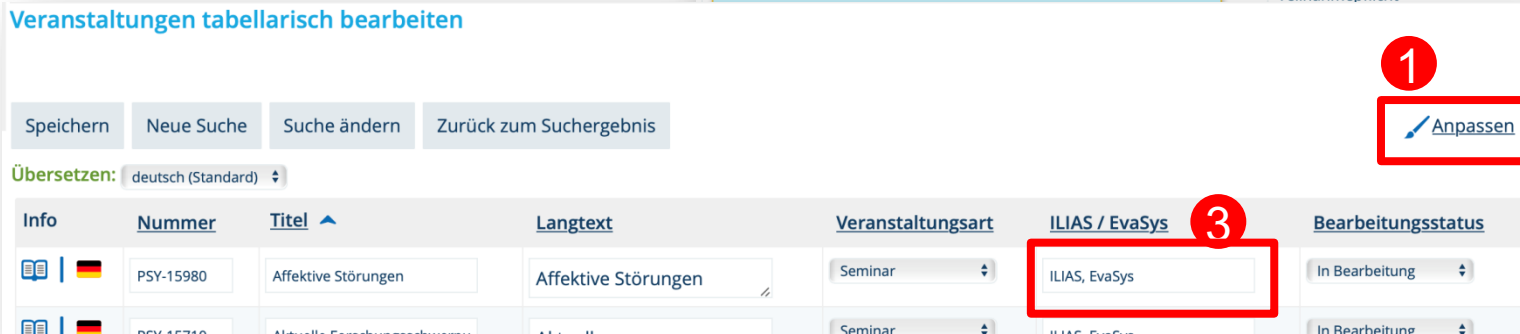 Veranstaltungen tabellarisch bearbeiten
1
Speichern Neue Suche Suche ändern Zurück zum Suchergebnis Anpassen
Übersetzen: deutsch (Standard)
Info Nummer Titel Langtext Veranstaltungsart ILIAS / EvaSys 3 Bearbeitungsstatus
PSY-15980 Affektive Störungen Affektive Störungen Seminar ILIAS, EvaSys In Bearbeitung
Seminar ILIAS, EvaSys In Bearbeitung